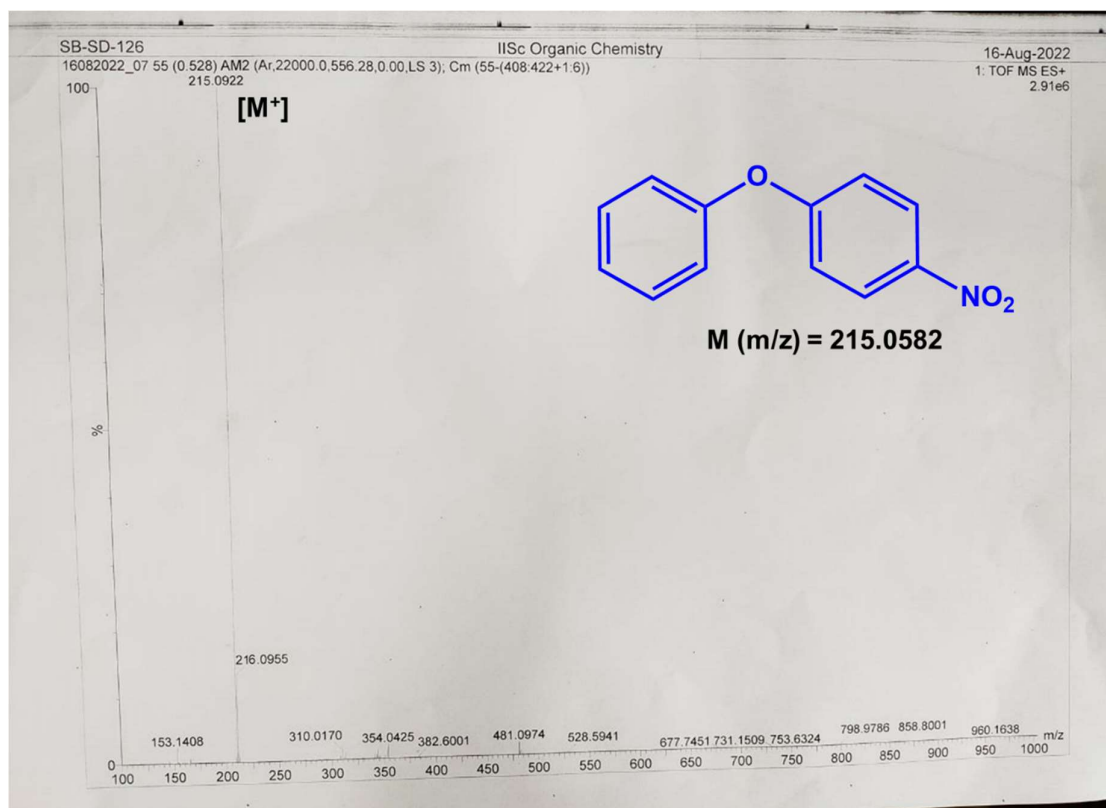 SB-SD-126
IISc Organic Chemistry
16-Aug-2022
16082022_07 55 (0.528) AM2 (Ar,22000.0,556.28,0.00,LS 3); Cm (55-(408:422+1:6))
1: TOF MS ES+
2.91e6
100
215.0922
[M⁺]
O
NO₂
M (m/z) = 215.0582
%
216.0955
153.1408
310.0170
354.0425
382.6001
481.0974
528.5941
677.7451
731.1509
753.6324
798.9786
858.8001
960.1638
m/z
0
100 150 200 250 300 350 400 450 500 550 600 650 700 750 800 850 900 950 1000